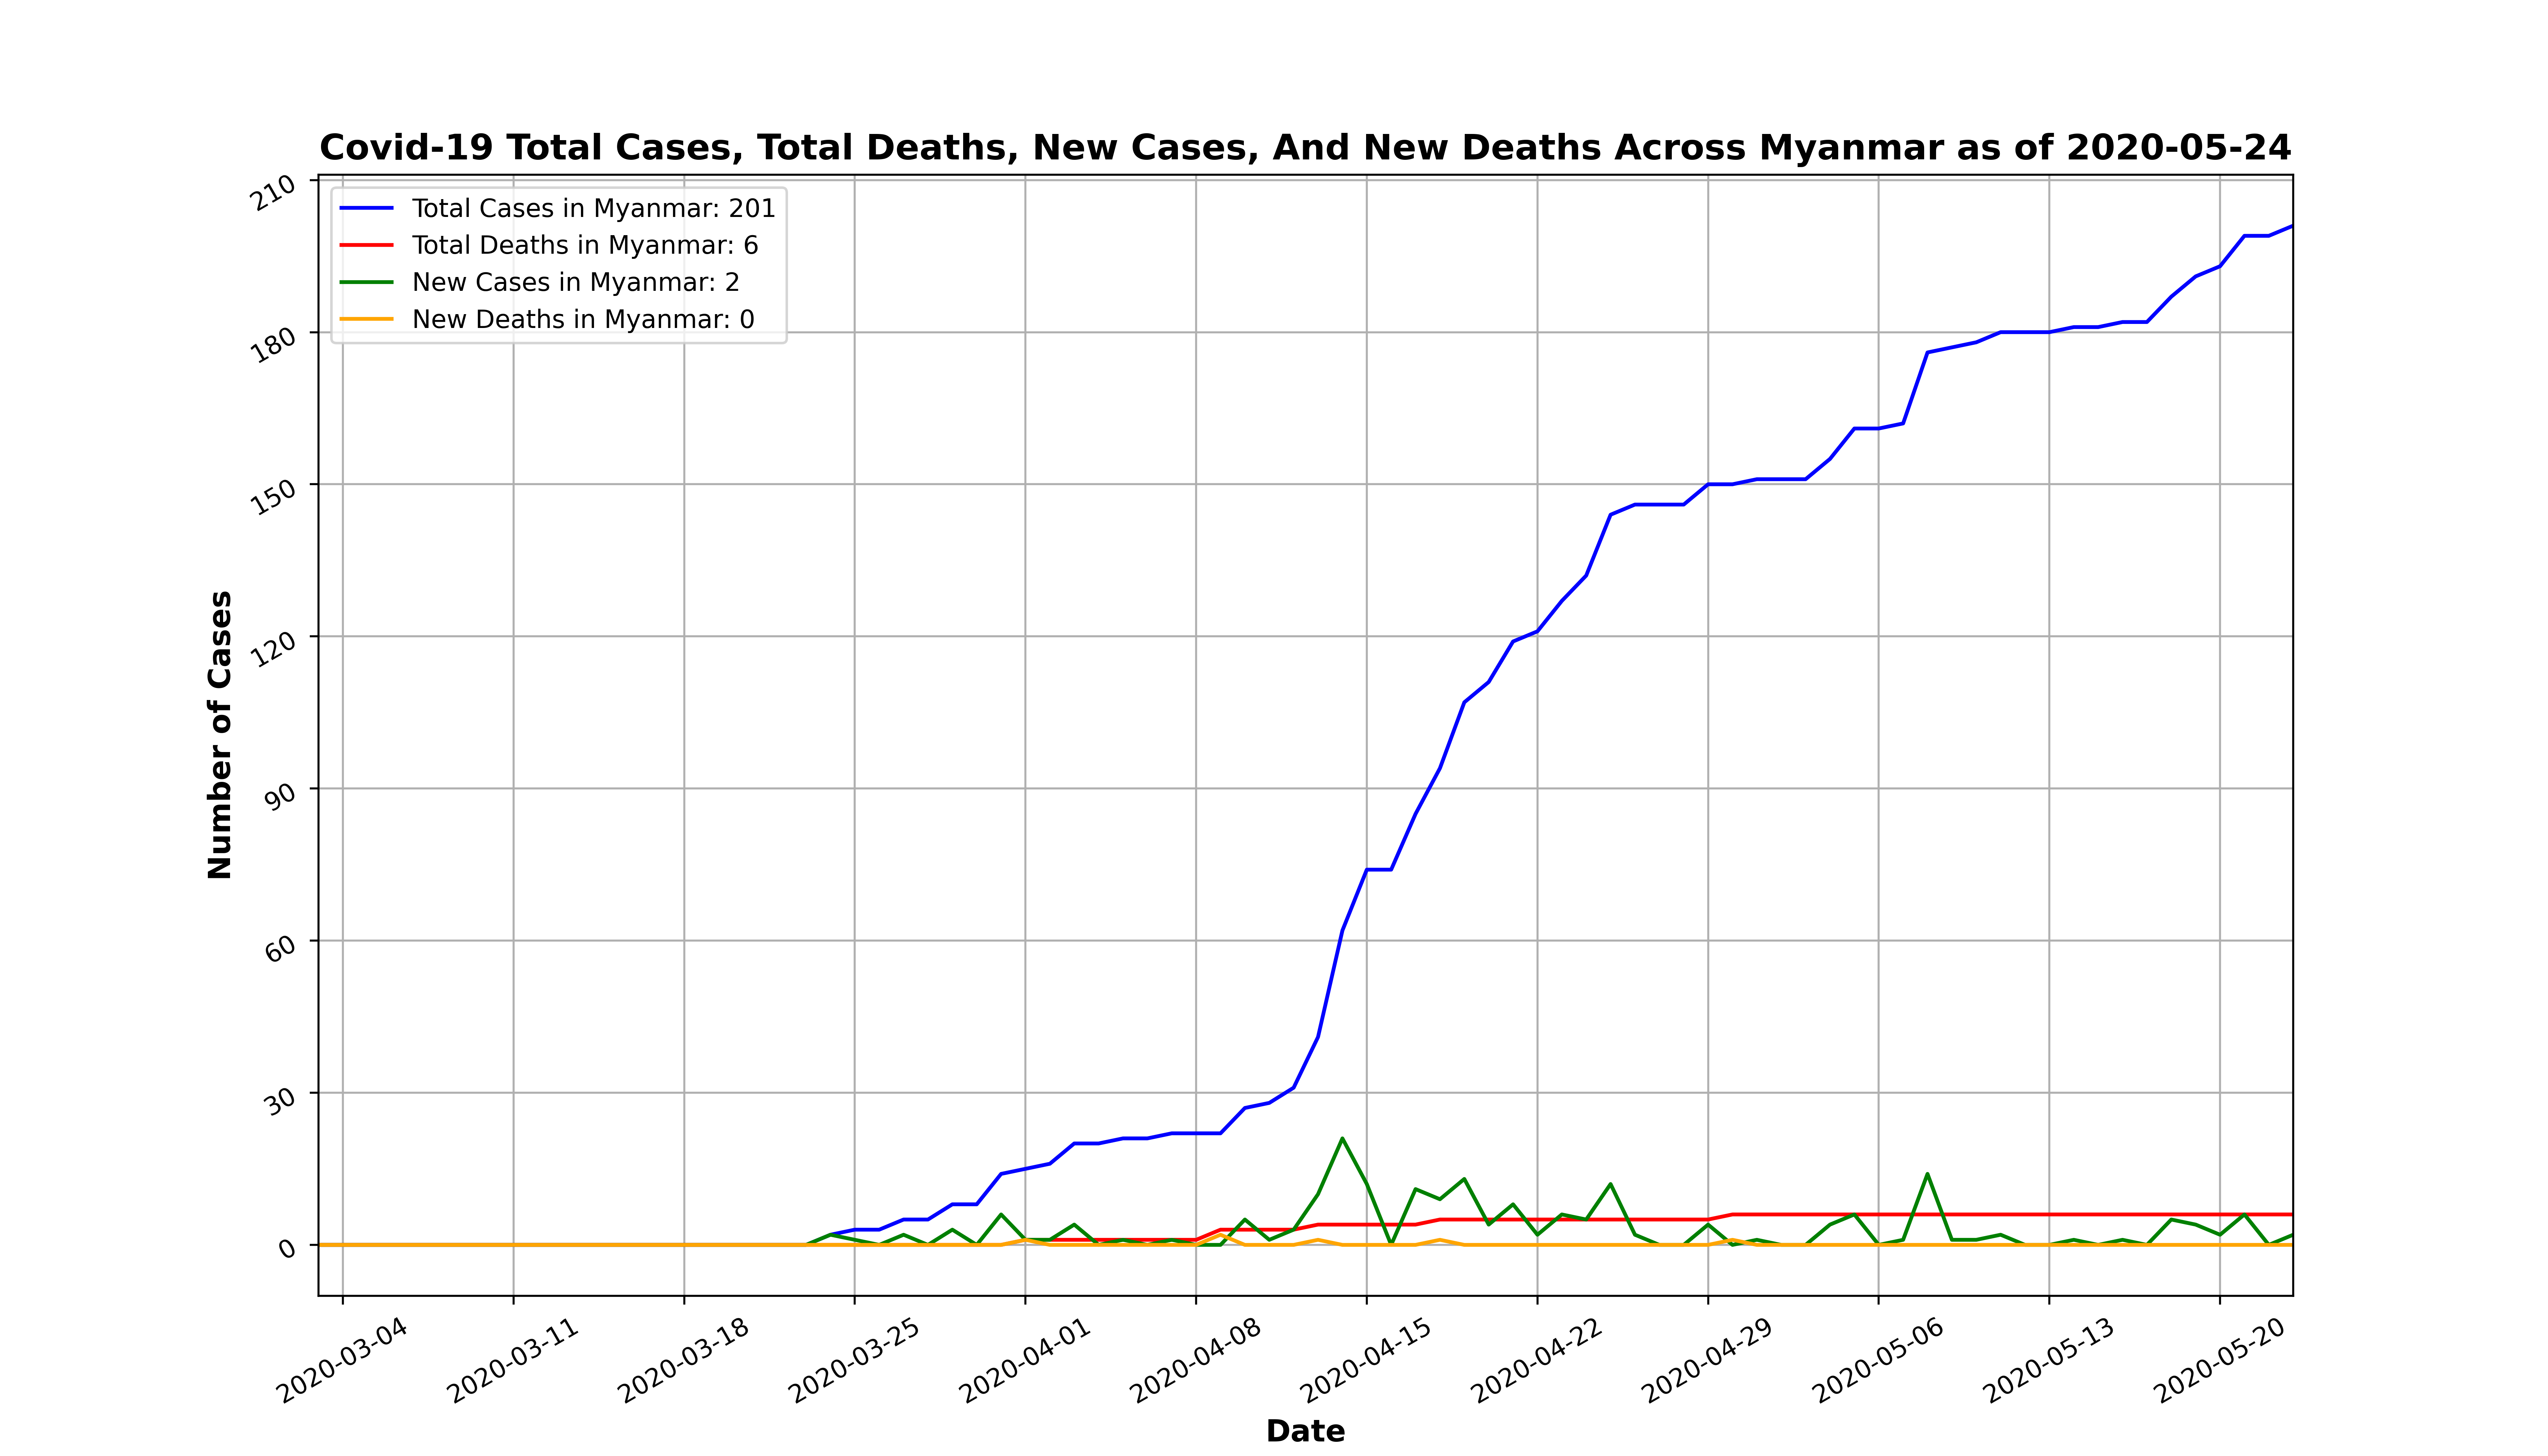 Covid-19 Total Cases, Total Deaths, New Cases, And New Deaths Across Myanmar as of 2020-05-24
Total Cases in Myanmar: 201
Total Deaths in Myanmar: 6
New Cases in Myanmar: 2
New Deaths in Myanmar: 0
Number of Cases
210
180
150
120
90
60
30
0
2020-03-04
2020-03-11
2020-03-18
2020-03-25
2020-04-01
2020-04-08
2020-04-15
2020-04-22
2020-04-29
2020-05-06
2020-05-13
2020-05-20
Date